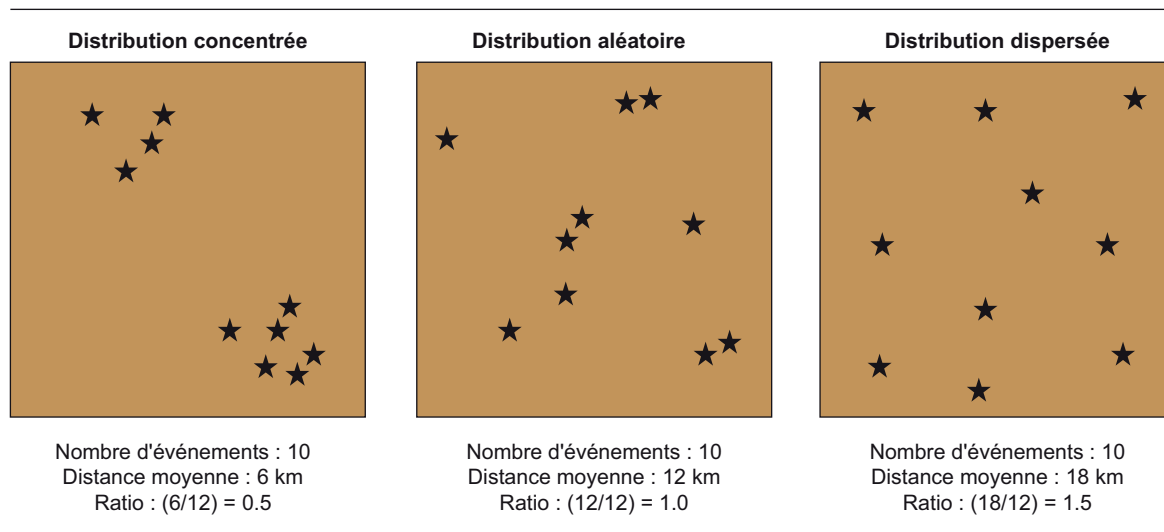 Distribution concentrée
Distribution aléatoire
Distribution dispersée
Nombre d'événements : 10
Distance moyenne : 6 km
Ratio : (6/12) = 0.5
Nombre d'événements : 10
Distance moyenne : 12 km
Ratio : (12/12) = 1.0
Nombre d'événements : 10
Distance moyenne : 18 km
Ratio : (18/12) = 1.5